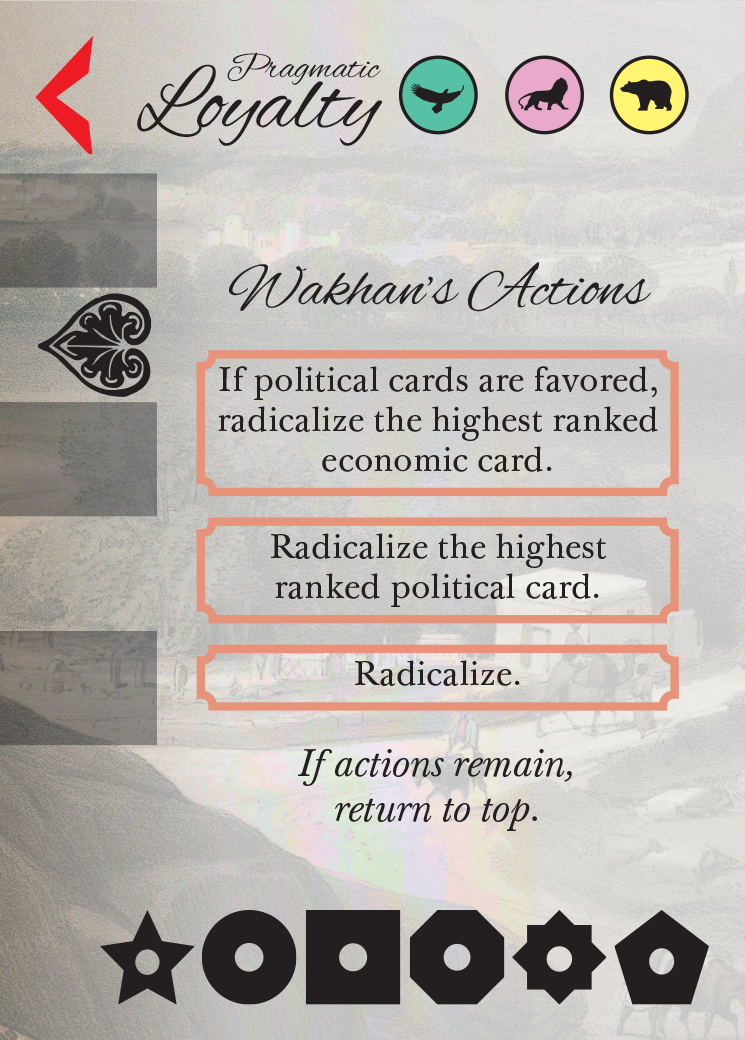 Pragmatic
Loyalty
Wakhan's Actions
If political cards are favored,
radicalize the highest ranked
economic card.
Radicalize the highest
ranked political card.
Radicalize.
If actions remain,
return to top.